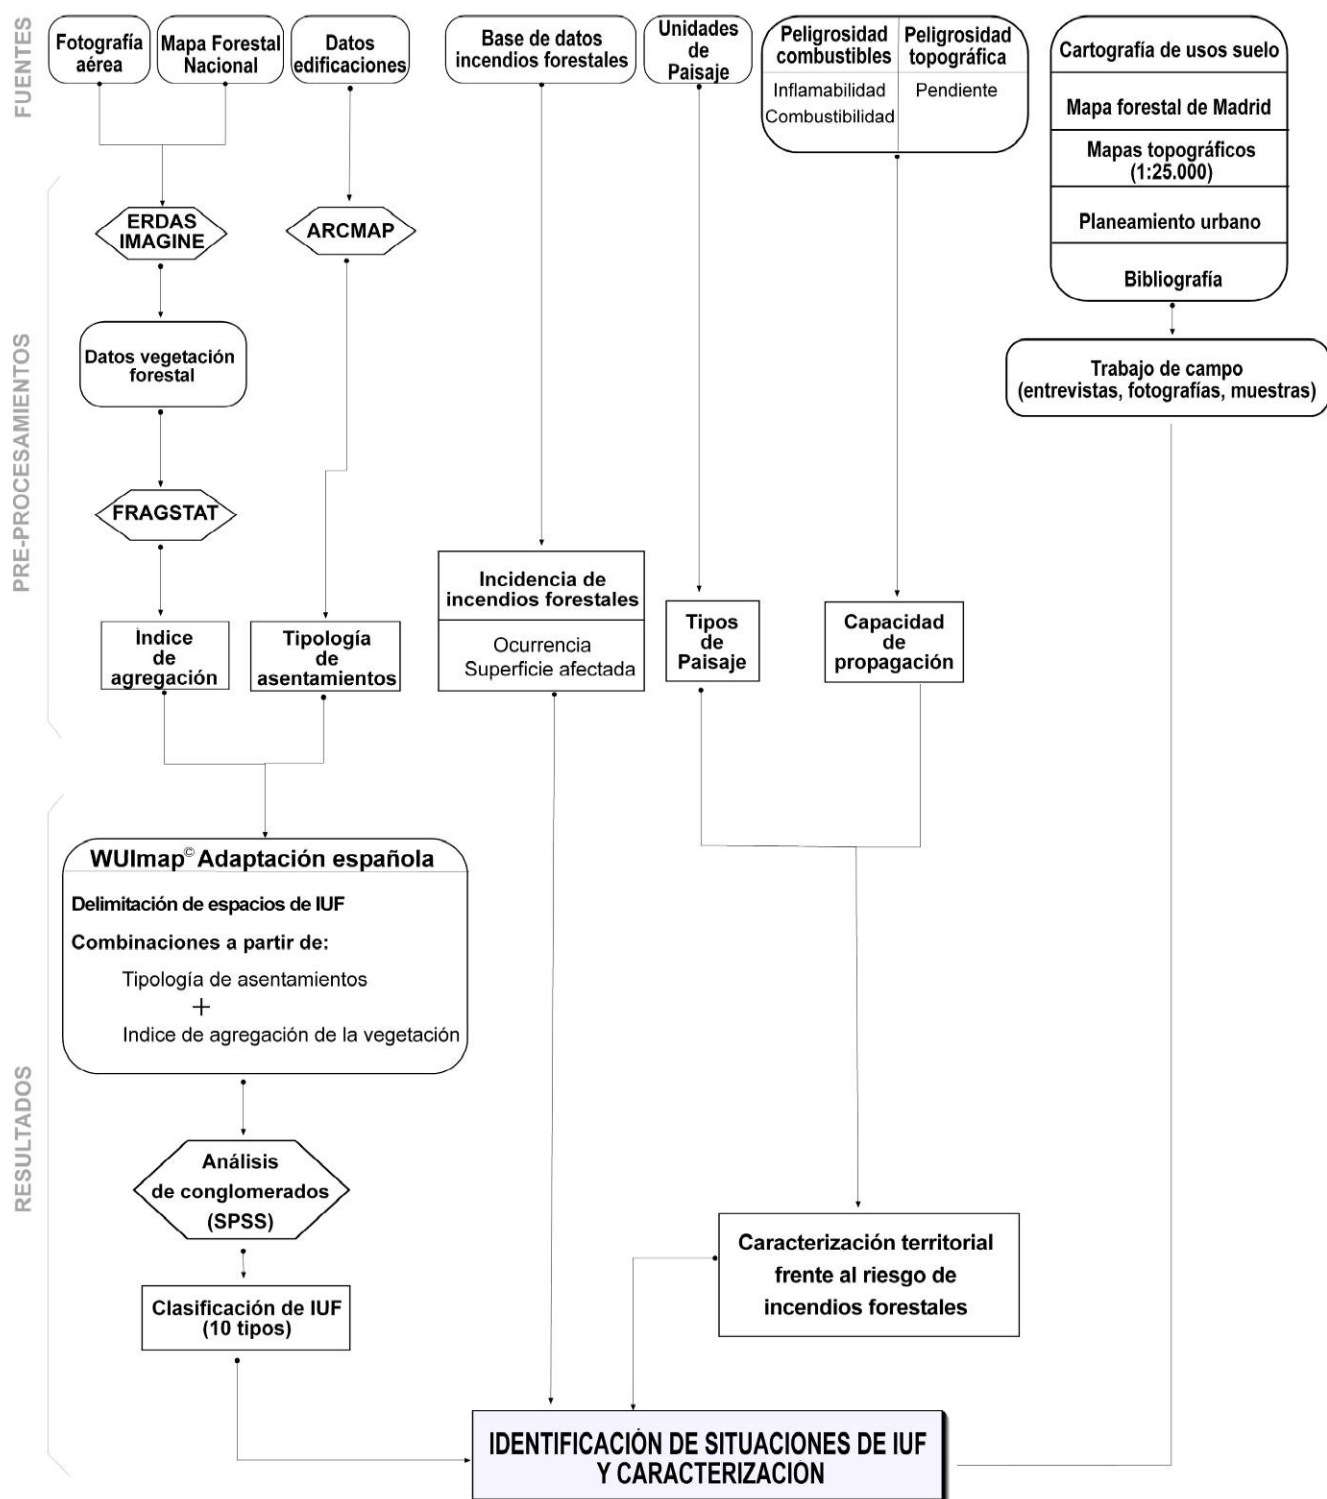 FUENTES
Fotografía
aérea
Mapa Forestal
Nacional
Datos
edificaciones
Base de datos
incendios forestales
Unidades
de
Paisaje
Peligrosidad
combustibles
Inflamabilidad
Combustibilidad
Peligrosidad
topográfica
Pendiente
Cartografía de usos suelo
Mapa forestal de Madrid
Mapas topográficos
(1:25.000)
Planeamiento urbano
Bibliografía
PRE-PROCESAMIENTOS
ERDAS
IMAGINE
ARCMAP
Datos vegetación
forestal
Trabajo de campo
(entrevistas, fotografías, muestras)
FRAGSTAT
Índice
de
agregación
Tipología
de
asentamientos
Incidencia de
incendios forestales
Ocurrencia
Superficie afectada
Tipos
de
Paisaje
Capacidad
de
propagación
RESULTADOS
WUImap© Adaptación española
Delimitación de espacios de IUF
Combinaciones a partir de:
Tipología de asentamientos
+
Indice de agregación de la vegetación
Análisis
de conglomerados
(SPSS)
Clasificación de IUF
(10 tipos)
Caracterización territorial
frente al riesgo de
incendios forestales
IDENTIFICACIÓN DE SITUACIONES DE IUF
Y CARACTERIZACIÓN